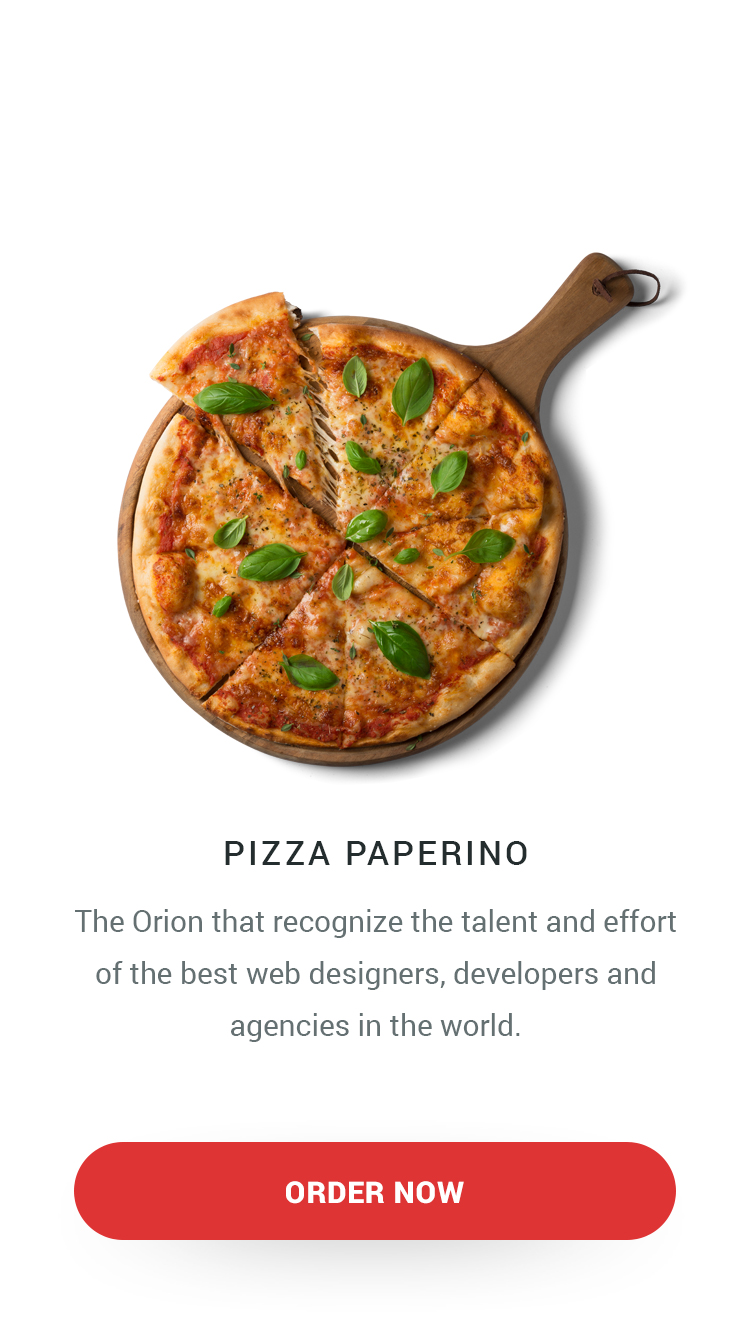 PIZZA PAPERINO
The Orion that recognize the talent and effort
of the best web designers, developers and
agencies in the world.
ORDER NOW